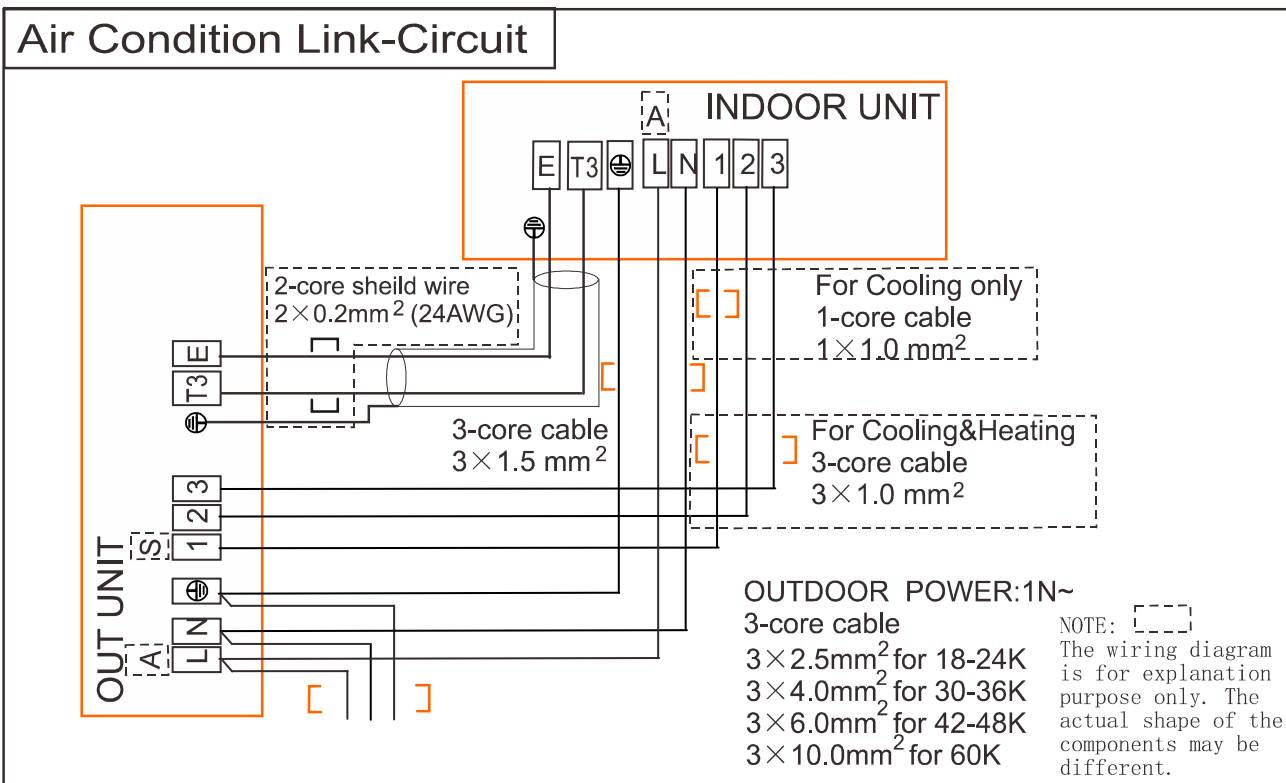 Air Condition Link-Circuit
INDOOR UNIT
A
E T3 L N 1 2 3
2-core sheild wire
2×0.2mm² (24AWG)
For Cooling only
1-core cable
1×1.0 mm²
3-core cable
3×1.5 mm²
For Cooling&Heating
3-core cable
3×1.0 mm²
OUT UNIT
E
T3
3
2
S 1
N
A L
OUTDOOR POWER:1N~
3-core cable
3×2.5mm² for 18-24K
3×4.0mm² for 30-36K
3×6.0mm² for 42-48K
3×10.0mm² for 60K
NOTE:
The wiring diagram
is for explanation
purpose only. The
actual shape of the
components may be
different.